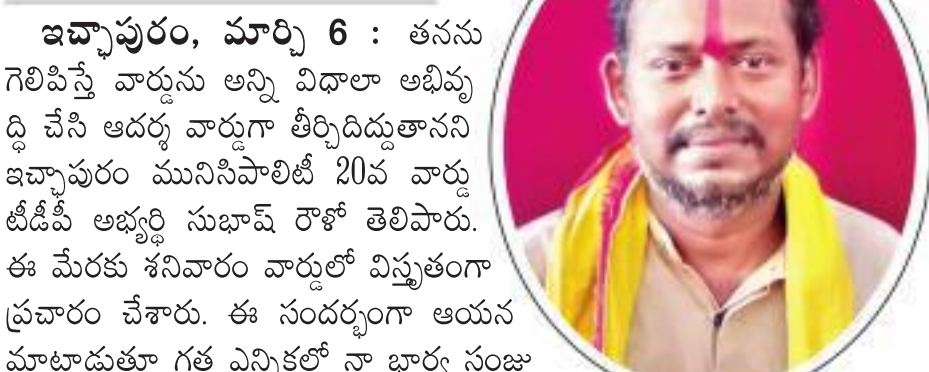 ఇచ్ఛాపురం, మార్చి 6 : తనను
గెలిపిస్తే వార్డును అన్ని విధాలా అభివృ
ద్ధి చేసి ఆదర్శ వార్డుగా తీర్చిదిద్దుతానని
ఇచ్ఛాపురం మునిసిపాలిటీ 20వ వార్డు
టీడీపీ అభ్యర్థి సుభాష్ రౌళో తెలిపారు.
ఈ మేరకు శనివారం వార్డులో విస్తృతంగా
ప్రచారం చేశారు. ఈ సందర్భంగా ఆయన
మాట్లాడుతూ గత ఎన్నికల్లో నా భార్య సంజు